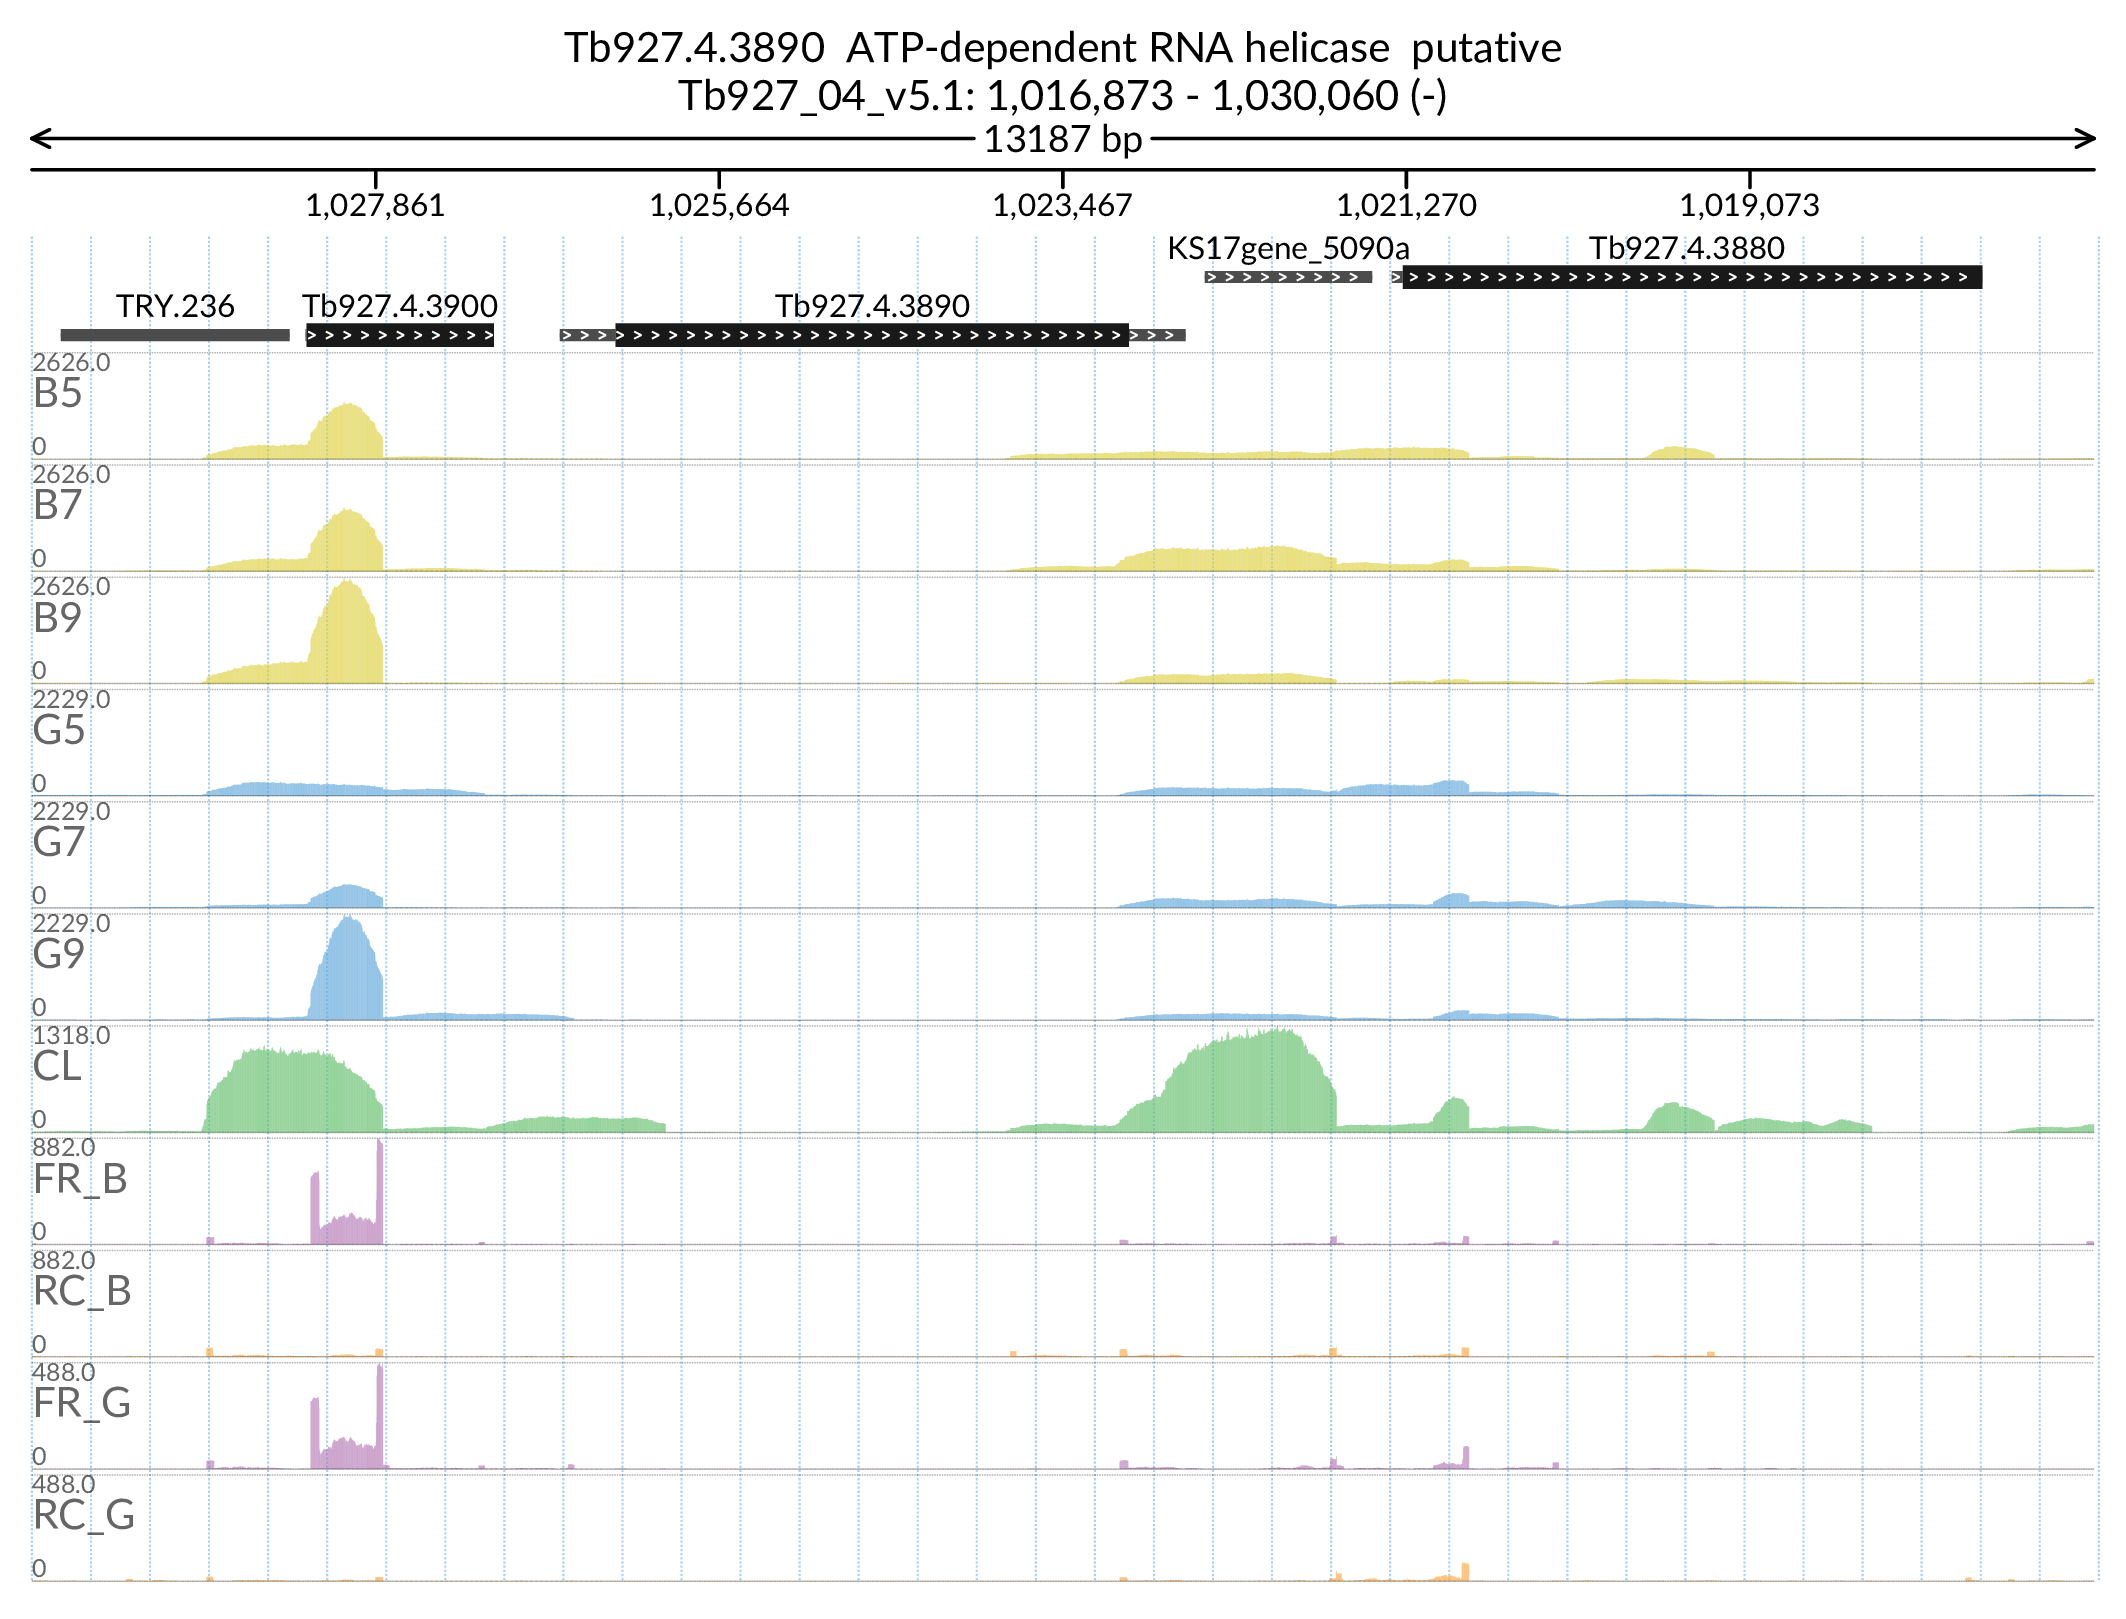 Tb927.4.3890 ATP-dependent RNA helicase putative
Tb927_04_v5.1: 1,016,873 - 1,030,060 (-)
13187 bp
1,027,861 1,025,664 1,023,467 1,021,270 1,019,073
KS17gene_5090a Tb927.4.3880
TRY.236 Tb927.4.3900 Tb927.4.3890
2626.0
B5
0
2626.0
B7
0
2626.0
B9
0
2229.0
G5
0
2229.0
G7
0
2229.0
G9
0
1318.0
CL
0
882.0
FR_B
0
882.0
RC_B
0
488.0
FR_G
0
488.0
RC_G
0